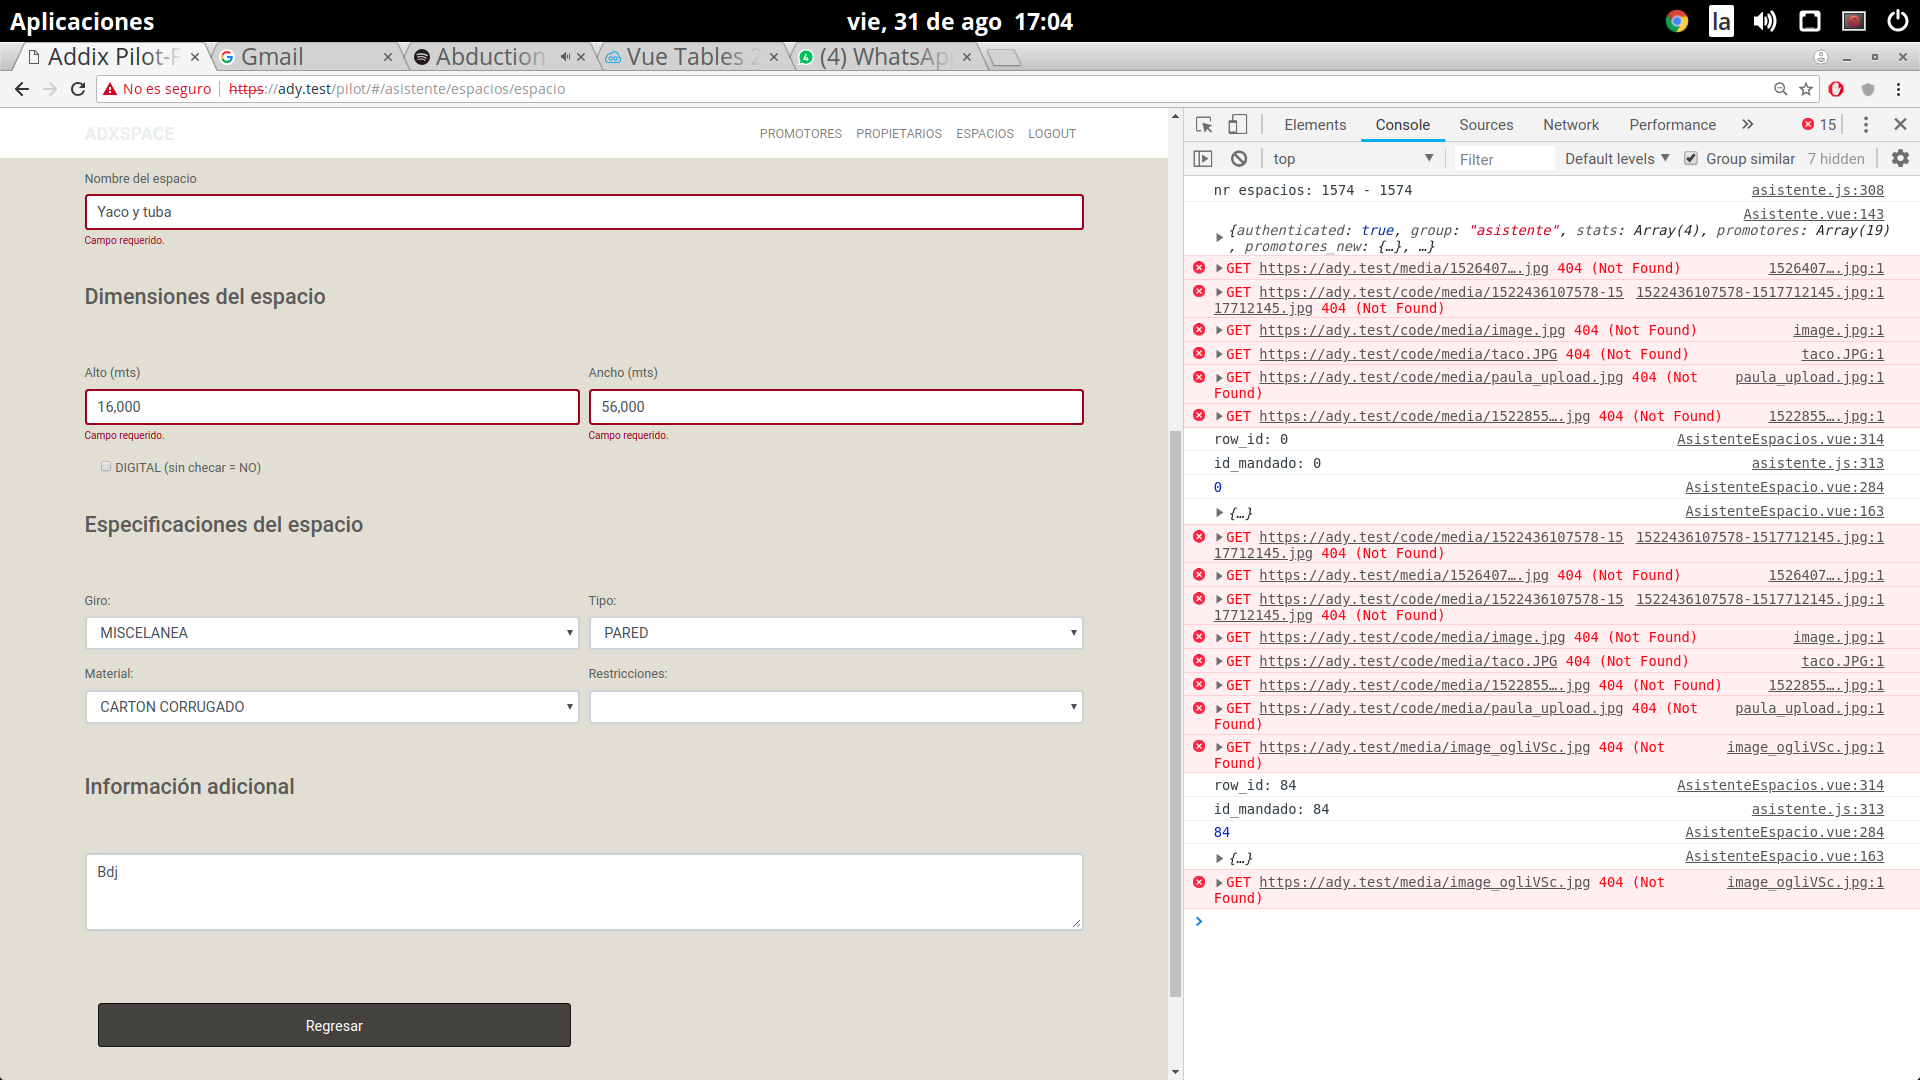 Aplicaciones
vie, 31 de ago 17:04
la
Addix Pilot-F
Gmail
Abduction
Vue Tables 2
(4) WhatsAp
No es seguro
https://ady.test/pilot/#/asistente/espacios/espacio
ADXSPACE
PROMOTORES PROPIETARIOS ESPACIOS LOGOUT
Nombre del espacio
Yaco y tuba
Campo requerido.
Dimensiones del espacio
Alto (mts) Ancho (mts)
16,000 56,000
Campo requerido. Campo requerido.
DIGITAL (sin checar = NO)
Especificaciones del espacio
Giro: Tipo:
MISCELANEA PARED
Material: Restricciones:
CARTON CORRUGADO
Información adicional
Bdj
Regresar
Elements Console Sources Network Performance » 15
top Filter Default levels Group similar 7 hidden
nr espacios: 1574 - 1574 asistente.js:308
Asistente.vue:143
{authenticated: true, group: "asistente", stats: Array(4), promotores: Array(19)
, promotores_new: {…}, …}
GET https://ady.test/media/1526407….jpg 404 (Not Found) 1526407….jpg:1
GET https://ady.test/code/media/1522436107578-15 1522436107578-1517712145.jpg:1
17712145.jpg 404 (Not Found)
GET https://ady.test/code/media/image.jpg 404 (Not Found) image.jpg:1
GET https://ady.test/code/media/taco.JPG 404 (Not Found) taco.JPG:1
GET https://ady.test/code/media/paula_upload.jpg 404 (Not paula_upload.jpg:1
Found)
GET https://ady.test/code/media/1522855….jpg 404 (Not Found) 1522855….jpg:1
row_id: 0 AsistenteEspacios.vue:314
id_mandado: 0 asistente.js:313
0 AsistenteEspacio.vue:284
{…} AsistenteEspacio.vue:163
GET https://ady.test/code/media/1522436107578-15 1522436107578-1517712145.jpg:1
17712145.jpg 404 (Not Found)
GET https://ady.test/media/1526407….jpg 404 (Not Found) 1526407….jpg:1
GET https://ady.test/code/media/1522436107578-15 1522436107578-1517712145.jpg:1
17712145.jpg 404 (Not Found)
GET https://ady.test/code/media/image.jpg 404 (Not Found) image.jpg:1
GET https://ady.test/code/media/taco.JPG 404 (Not Found) taco.JPG:1
GET https://ady.test/code/media/1522855….jpg 404 (Not Found) 1522855….jpg:1
GET https://ady.test/code/media/paula_upload.jpg 404 (Not paula_upload.jpg:1
Found)
GET https://ady.test/media/image_ogliVSc.jpg 404 (Not image_ogliVSc.jpg:1
Found)
row_id: 84 AsistenteEspacios.vue:314
id_mandado: 84 asistente.js:313
84 AsistenteEspacio.vue:284
{…} AsistenteEspacio.vue:163
GET https://ady.test/media/image_ogliVSc.jpg 404 (Not image_ogliVSc.jpg:1
Found)